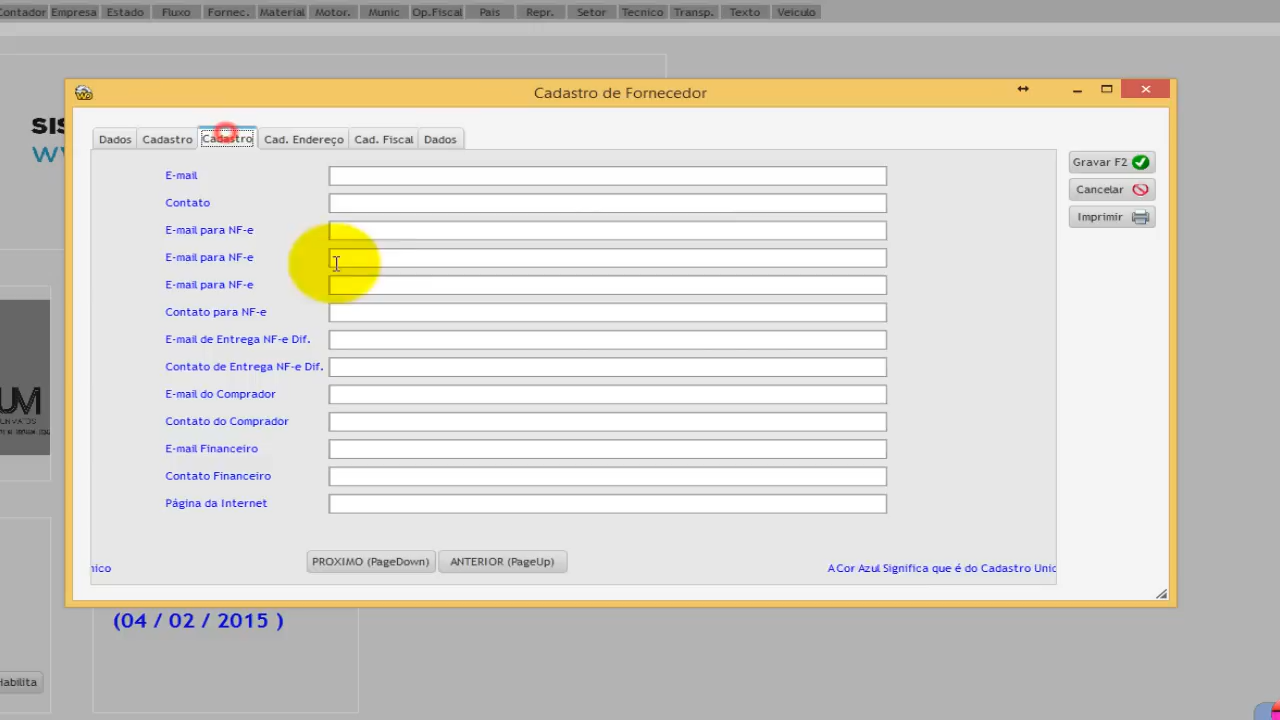 Contador Empresa Estado Fluxo Fornec. Material Motor. Munic Op.Fiscal Pais Repr. Setor Tecnico Transp. Texto Veiculo
Cadastro de Fornecedor
SIS
Dados Cadastro Cadastro Cad. Endereço Cad. Fiscal Dados
E-mail
Contato
E-mail para NF-e
E-mail para NF-e
E-mail para NF-e
Contato para NF-e
E-mail de Entrega NF-e Dif.
Contato de Entrega NF-e Dif.
E-mail do Comprador
Contato do Comprador
E-mail Financeiro
Contato Financeiro
Página da Internet
Gravar F2
Cancelar
Imprimir
PROXIMO (PageDown) ANTERIOR (PageUp)
nico
A Cor Azul Significa que é do Cadastro Unic
(04 / 02 / 2015 )
Habilita